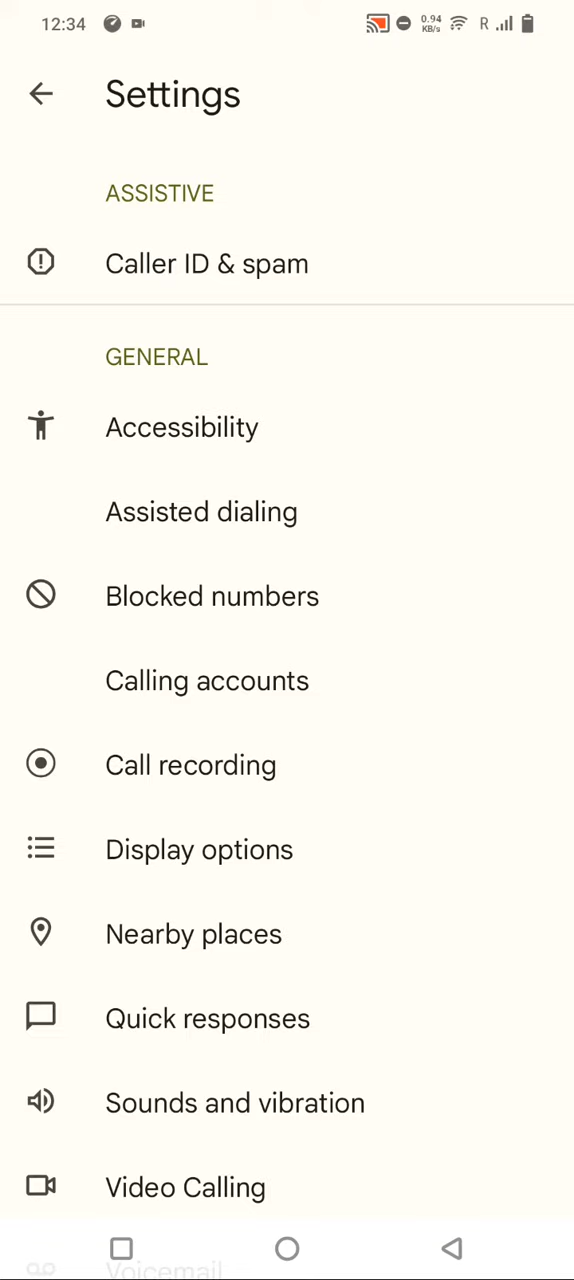 12:34
0.94
KB/s
R
Settings
ASSISTIVE
Caller ID & spam
GENERAL
Accessibility
Assisted dialing
Blocked numbers
Calling accounts
Call recording
Display options
Nearby places
Quick responses
Sounds and vibration
Video Calling
Voicemail